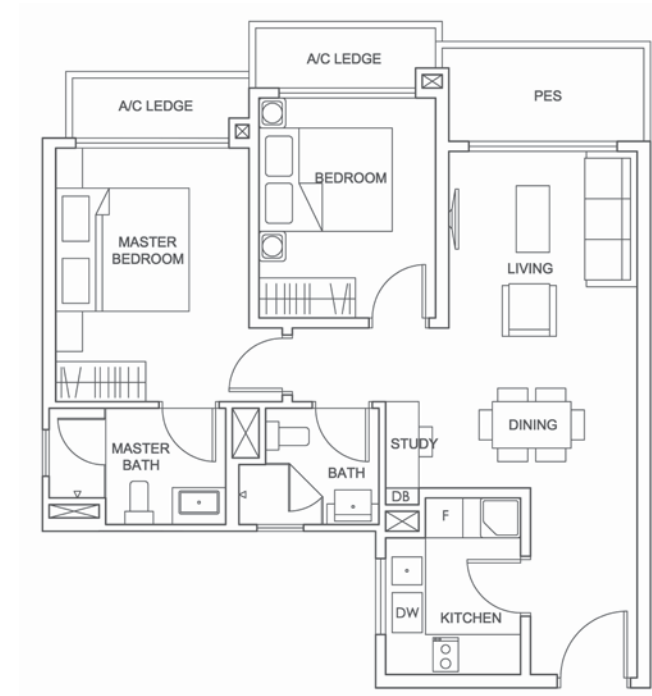 A/C LEDGE
A/C LEDGE
PES
BEDROOM
MASTER
BEDROOM
LIVING
DINING
STUDY
MASTER
BATH
BATH
DB
F
DW
KITCHEN